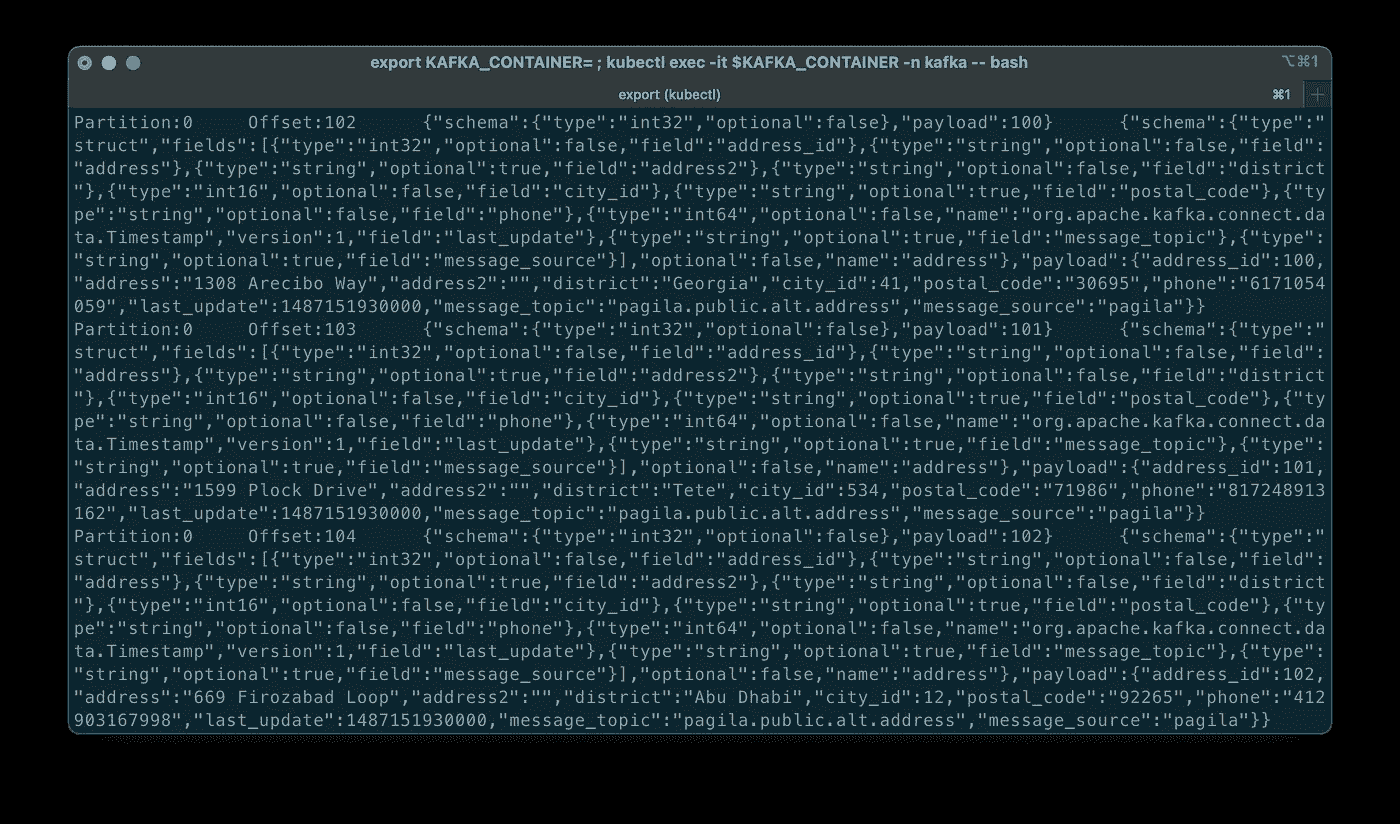 export KAFKA_CONTAINER= ; kubectl exec -it $KAFKA_CONTAINER -n kafka -- bash ⌥⌘1
export (kubectl) ⌘1 +
Partition:0     Offset:102      {"schema":{"type":"int32","optional":false},"payload":100}      {"schema":{"type":"
struct","fields":[{"type":"int32","optional":false,"field":"address_id"},{"type":"string","optional":false,"field":
"address"},{"type":"string","optional":true,"field":"address2"},{"type":"string","optional":false,"field":"district
"},{"type":"int16","optional":false,"field":"city_id"},{"type":"string","optional":true,"field":"postal_code"},{"ty
pe":"string","optional":false,"field":"phone"},{"type":"int64","optional":false,"name":"org.apache.kafka.connect.da
ta.Timestamp","version":1,"field":"last_update"},{"type":"string","optional":true,"field":"message_topic"},{"type":
"string","optional":true,"field":"message_source"}],"optional":false,"name":"address"},"payload":{"address_id":100,
"address":"1308 Arecibo Way","address2":"","district":"Georgia","city_id":41,"postal_code":"30695","phone":"6171054
059","last_update":1487151930000,"message_topic":"pagila.public.alt.address","message_source":"pagila"}}
Partition:0     Offset:103      {"schema":{"type":"int32","optional":false},"payload":101}      {"schema":{"type":"
struct","fields":[{"type":"int32","optional":false,"field":"address_id"},{"type":"string","optional":false,"field":
"address"},{"type":"string","optional":true,"field":"address2"},{"type":"string","optional":false,"field":"district
"},{"type":"int16","optional":false,"field":"city_id"},{"type":"string","optional":true,"field":"postal_code"},{"ty
pe":"string","optional":false,"field":"phone"},{"type":"int64","optional":false,"name":"org.apache.kafka.connect.da
ta.Timestamp","version":1,"field":"last_update"},{"type":"string","optional":true,"field":"message_topic"},{"type":
"string","optional":true,"field":"message_source"}],"optional":false,"name":"address"},"payload":{"address_id":101,
"address":"1599 Plock Drive","address2":"","district":"Tete","city_id":534,"postal_code":"71986","phone":"817248913
162","last_update":1487151930000,"message_topic":"pagila.public.alt.address","message_source":"pagila"}}
Partition:0     Offset:104      {"schema":{"type":"int32","optional":false},"payload":102}      {"schema":{"type":"
struct","fields":[{"type":"int32","optional":false,"field":"address_id"},{"type":"string","optional":false,"field":
"address"},{"type":"string","optional":true,"field":"address2"},{"type":"string","optional":false,"field":"district
"},{"type":"int16","optional":false,"field":"city_id"},{"type":"string","optional":true,"field":"postal_code"},{"ty
pe":"string","optional":false,"field":"phone"},{"type":"int64","optional":false,"name":"org.apache.kafka.connect.da
ta.Timestamp","version":1,"field":"last_update"},{"type":"string","optional":true,"field":"message_topic"},{"type":
"string","optional":true,"field":"message_source"}],"optional":false,"name":"address"},"payload":{"address_id":102,
"address":"669 Firozabad Loop","address2":"","district":"Abu Dhabi","city_id":12,"postal_code":"92265","phone":"412
903167998","last_update":1487151930000,"message_topic":"pagila.public.alt.address","message_source":"pagila"}}